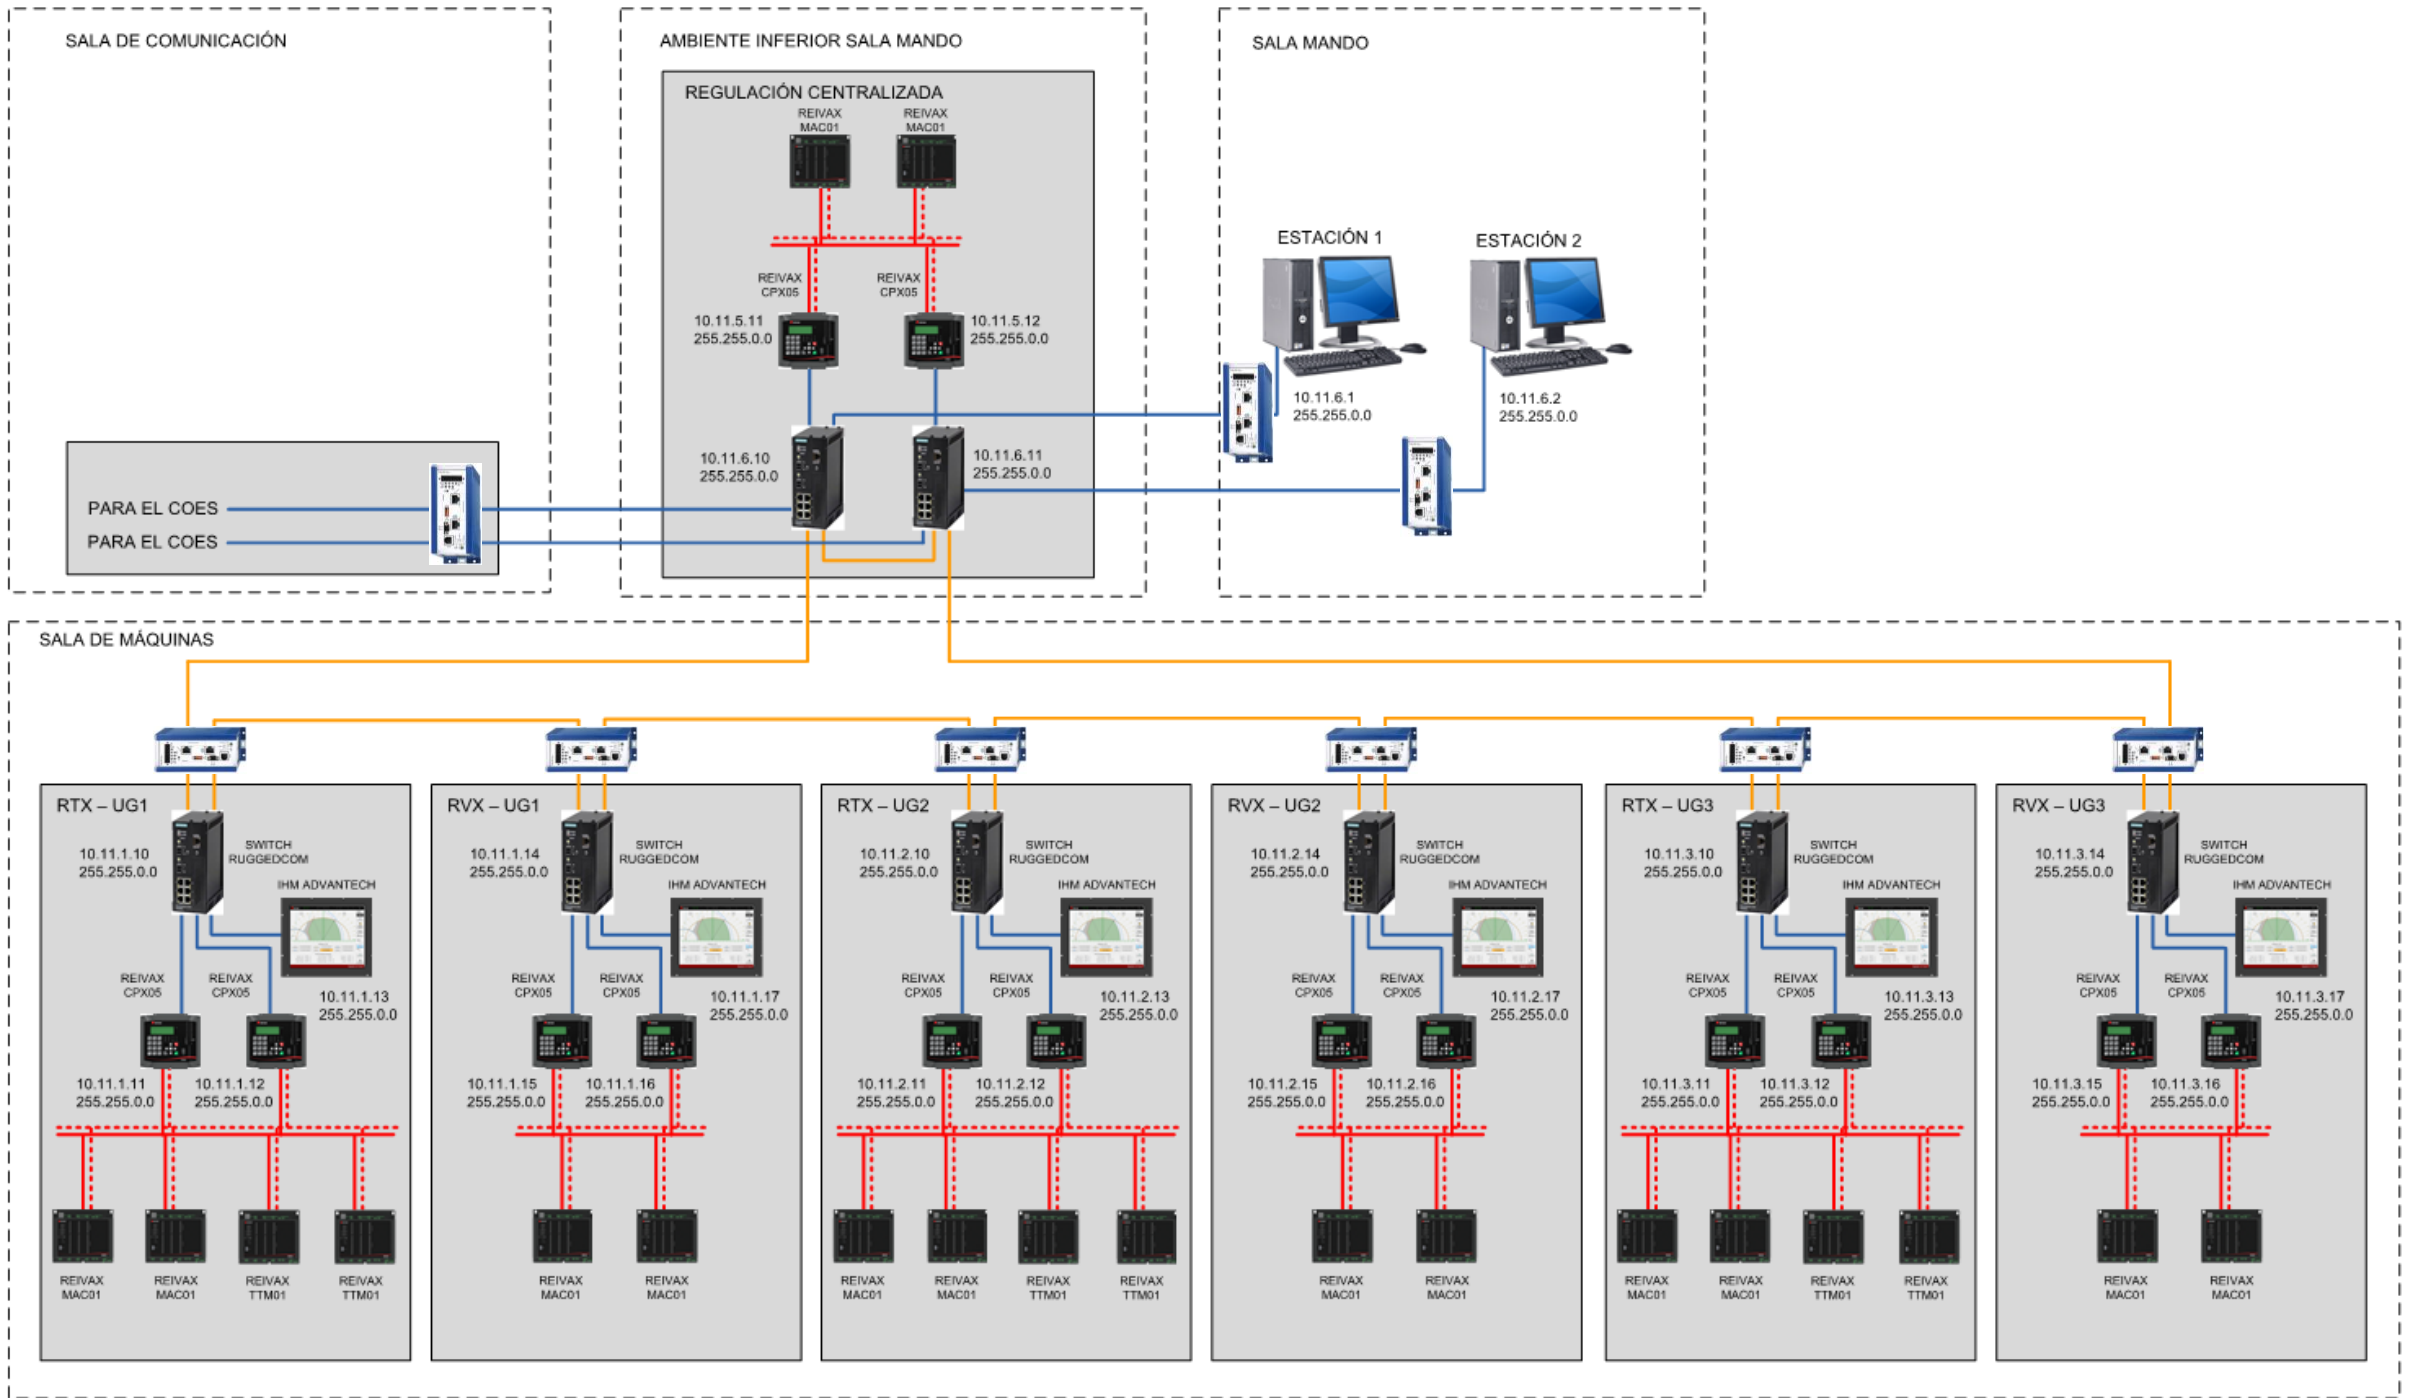 SALA DE COMUNICACIÓN
PARA EL COES
PARA EL COES
AMBIENTE INFERIOR SALA MANDO
REGULACIÓN CENTRALIZADA
REIVAX
MAC01
REIVAX
MAC01
REIVAX
CPX05
REIVAX
CPX05
10.11.5.11
255.255.0.0
10.11.5.12
255.255.0.0
10.11.6.10
255.255.0.0
10.11.6.11
255.255.0.0
SALA MANDO
ESTACIÓN 1
10.11.6.1
255.255.0.0
ESTACIÓN 2
10.11.6.2
255.255.0.0
SALA DE MÁQUINAS
RTX – UG1
10.11.1.10
255.255.0.0
SWITCH
RUGGEDCOM
IHM ADVANTECH
REIVAX
CPX05
REIVAX
CPX05
10.11.1.13
255.255.0.0
10.11.1.11
255.255.0.0
10.11.1.12
255.255.0.0
REIVAX
MAC01
REIVAX
MAC01
REIVAX
TTM01
REIVAX
TTM01
RVX – UG1
10.11.1.14
255.255.0.0
SWITCH
RUGGEDCOM
IHM ADVANTECH
REIVAX
CPX05
REIVAX
CPX05
10.11.1.17
255.255.0.0
10.11.1.15
255.255.0.0
10.11.1.16
255.255.0.0
REIVAX
MAC01
REIVAX
MAC01
RTX – UG2
10.11.2.10
255.255.0.0
SWITCH
RUGGEDCOM
IHM ADVANTECH
REIVAX
CPX05
REIVAX
CPX05
10.11.2.13
255.255.0.0
10.11.2.11
255.255.0.0
10.11.2.12
255.255.0.0
REIVAX
MAC01
REIVAX
MAC01
REIVAX
TTM01
REIVAX
TTM01
RVX – UG2
10.11.2.14
255.255.0.0
SWITCH
RUGGEDCOM
IHM ADVANTECH
REIVAX
CPX05
REIVAX
CPX05
10.11.2.17
255.255.0.0
10.11.2.15
255.255.0.0
10.11.2.16
255.255.0.0
REIVAX
MAC01
REIVAX
MAC01
RTX – UG3
10.11.3.10
255.255.0.0
SWITCH
RUGGEDCOM
IHM ADVANTECH
REIVAX
CPX05
REIVAX
CPX05
10.11.3.13
255.255.0.0
10.11.3.11
255.255.0.0
10.11.3.12
255.255.0.0
REIVAX
MAC01
REIVAX
MAC01
REIVAX
TTM01
REIVAX
TTM01
RVX – UG3
10.11.3.14
255.255.0.0
SWITCH
RUGGEDCOM
IHM ADVANTECH
REIVAX
CPX05
REIVAX
CPX05
10.11.3.17
255.255.0.0
10.11.3.15
255.255.0.0
10.11.3.16
255.255.0.0
REIVAX
MAC01
REIVAX
MAC01